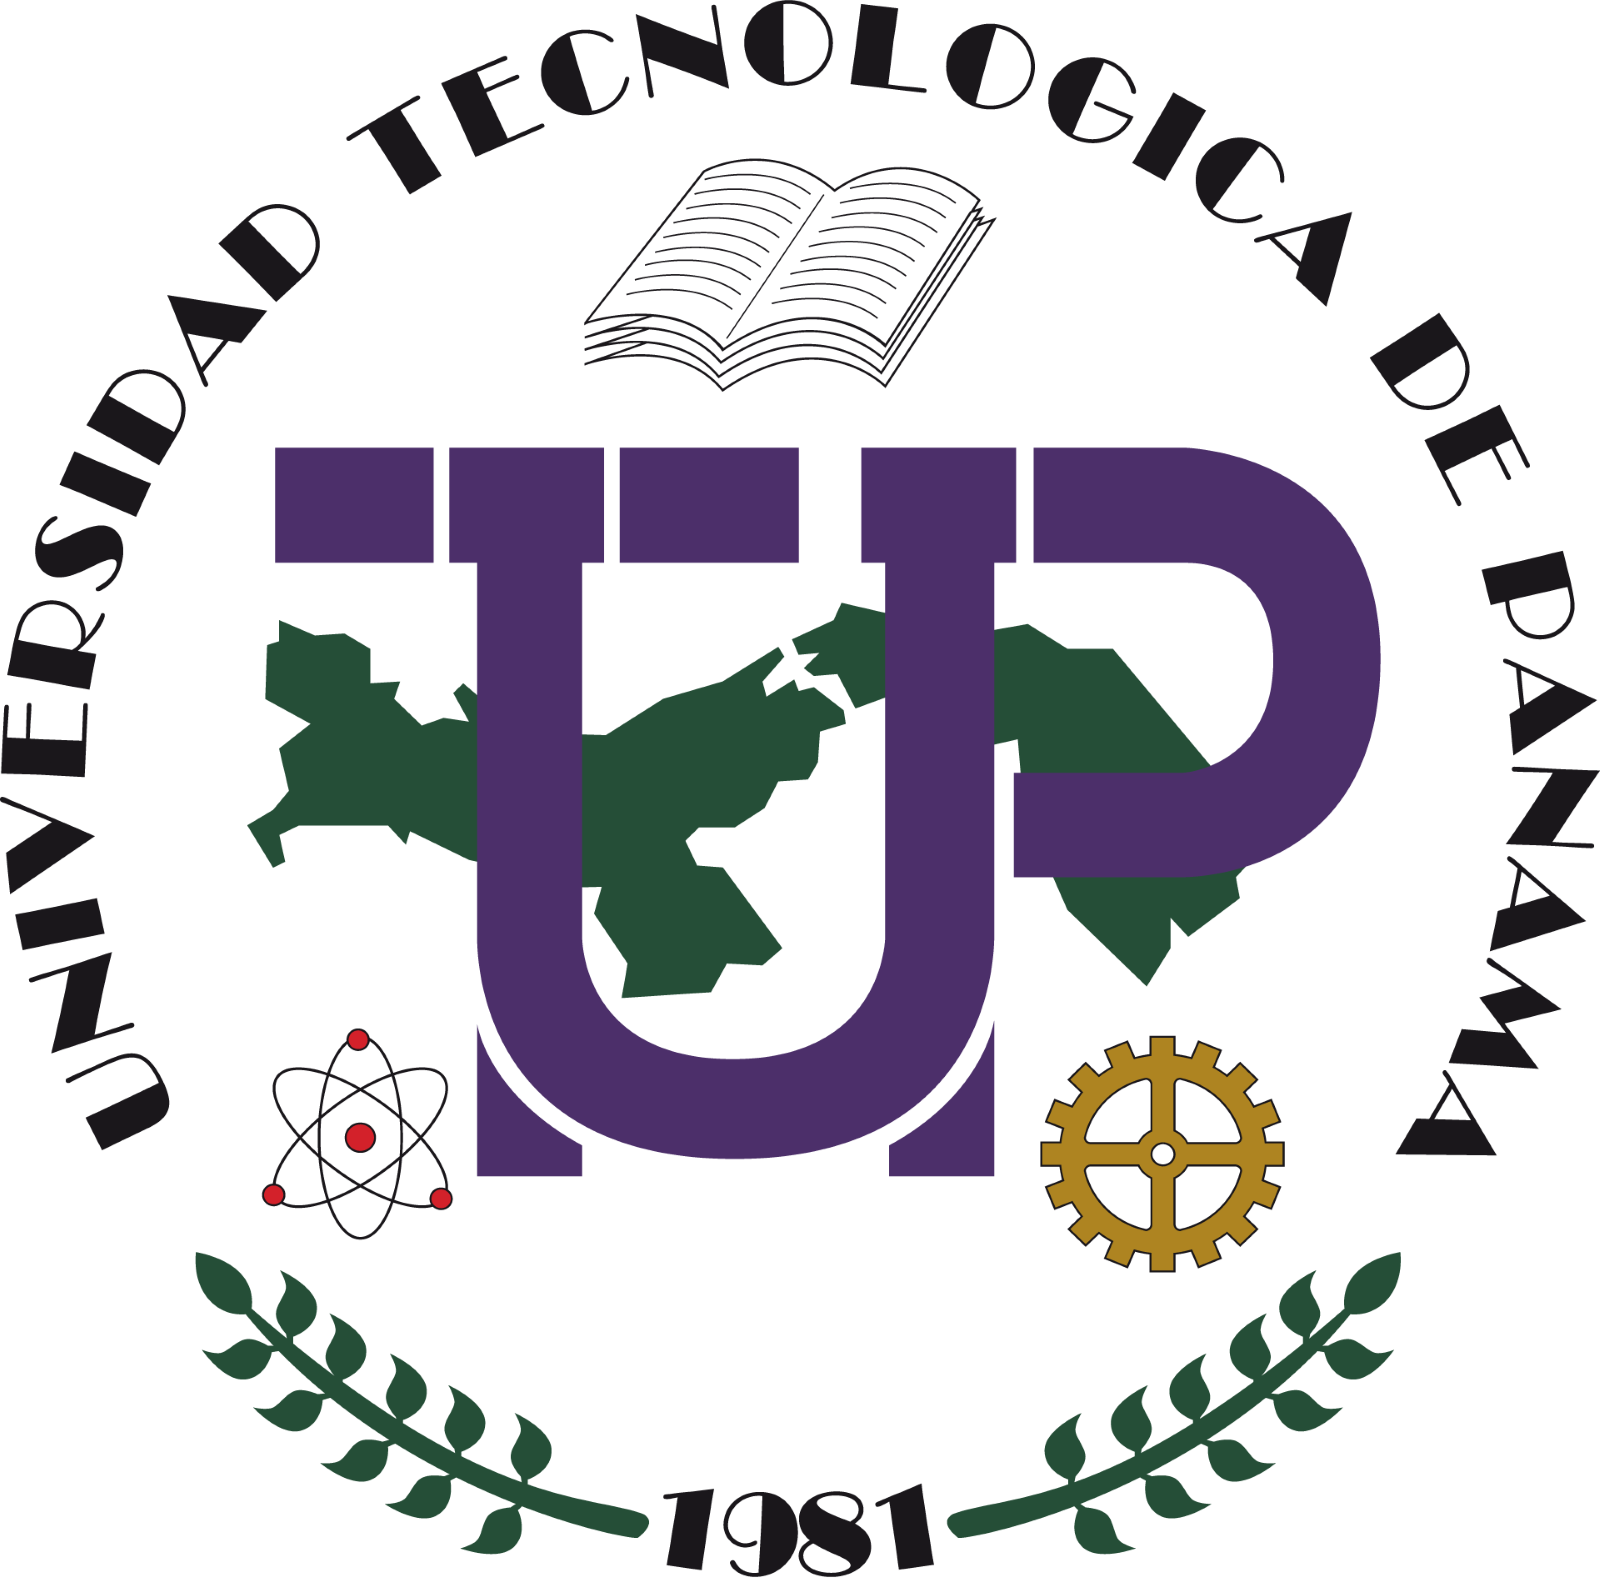 UNIVERSIDAD TECNOLOGICA DE PANAMA
UTP
1981